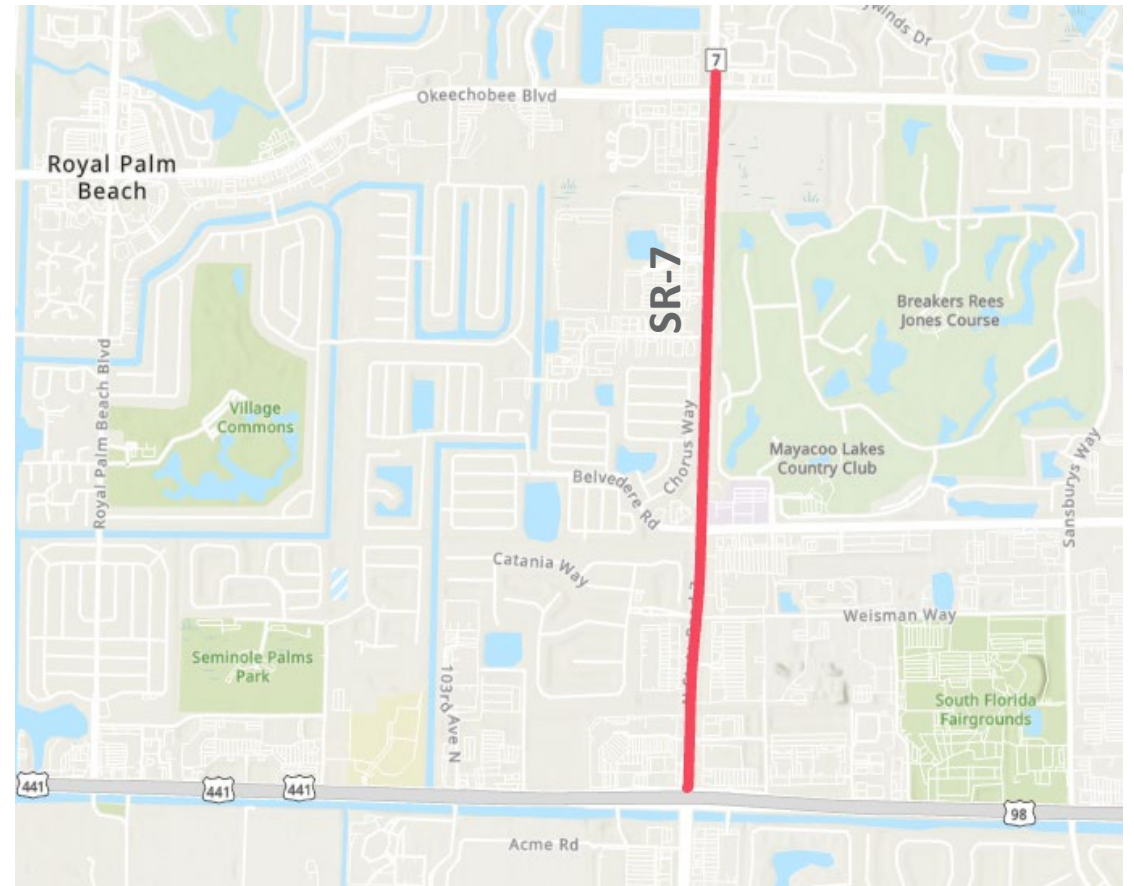 ywinds Dr
7
Okeechobee Blvd
Royal Palm
Beach
SR-7
Breakers Rees
Jones Course
Royal Palm Beach Blvd
Village
Commons
Chorus Way
Mayacoo Lakes
Country Club
Belvedere Rd
Sansburys Way
Catania Way
Weisman Way
Seminole Palms
Park
103rd Ave N
South Florida
Fairgrounds
441
441
441
98
Acme Rd